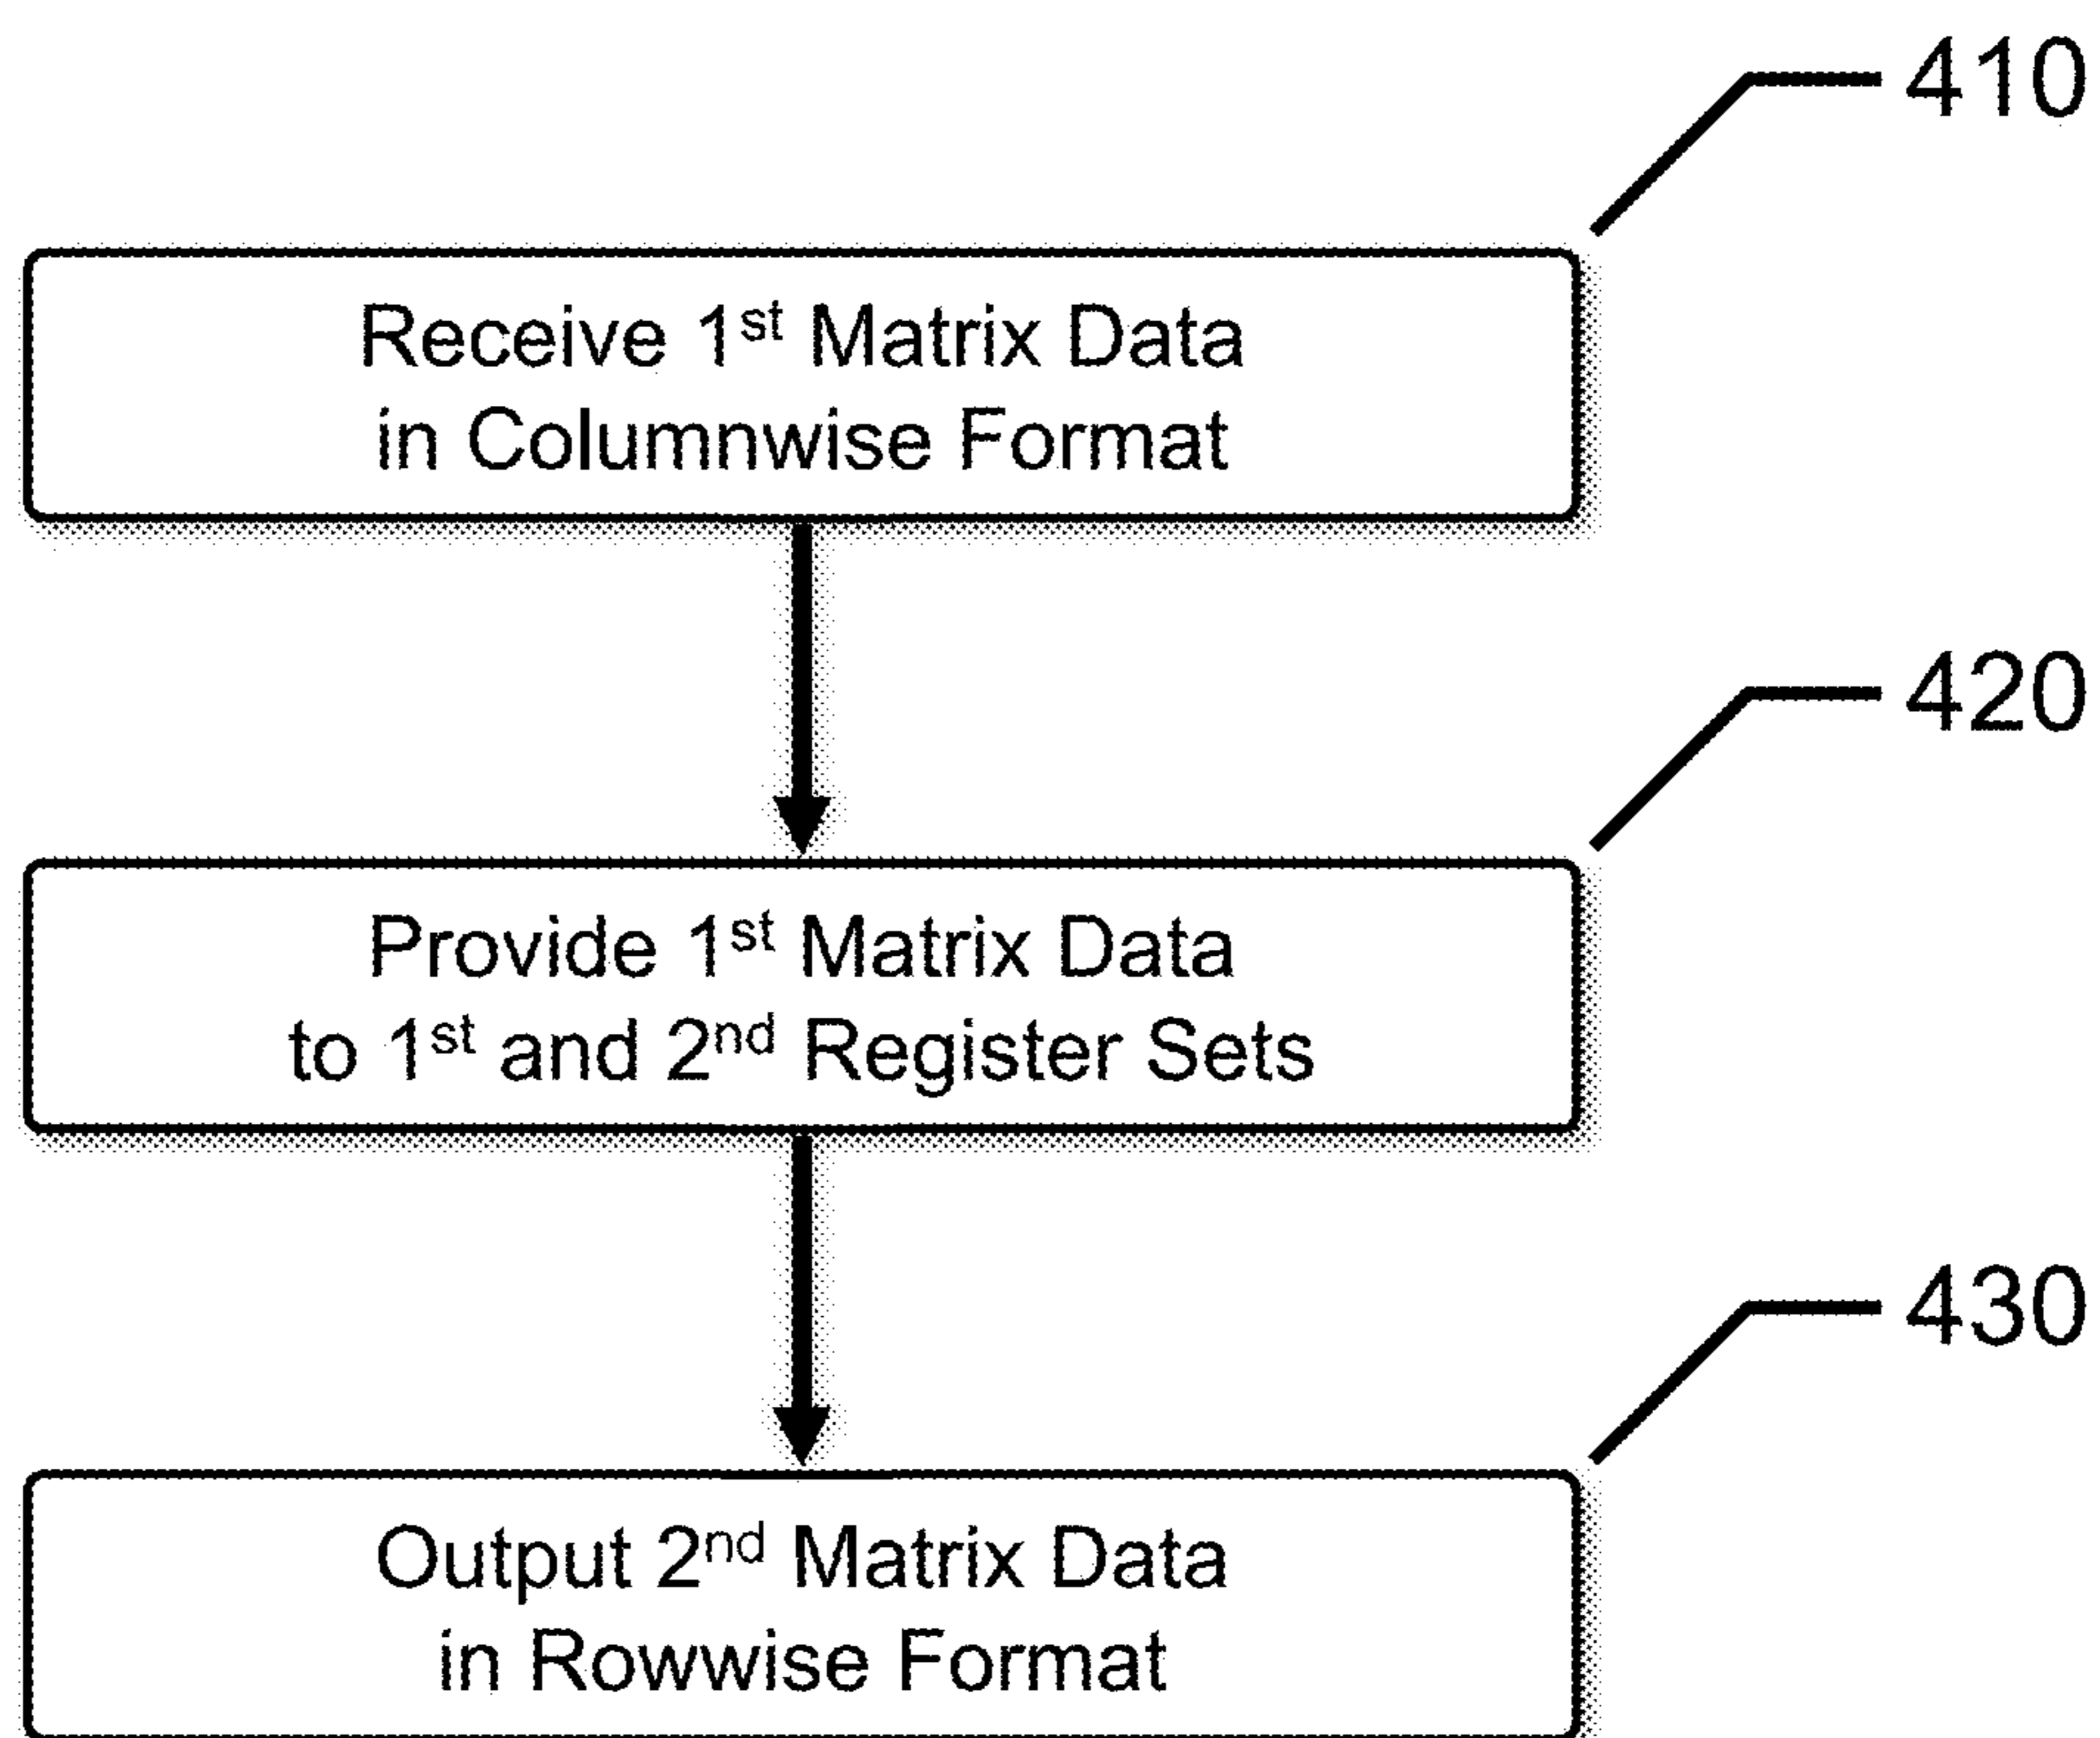 410
Receive 1st Matrix Data
in Columnwise Format
420
Provide 1st Matrix Data
to 1st and 2nd Register Sets
430
Output 2nd Matrix Data
in Rowwise Format